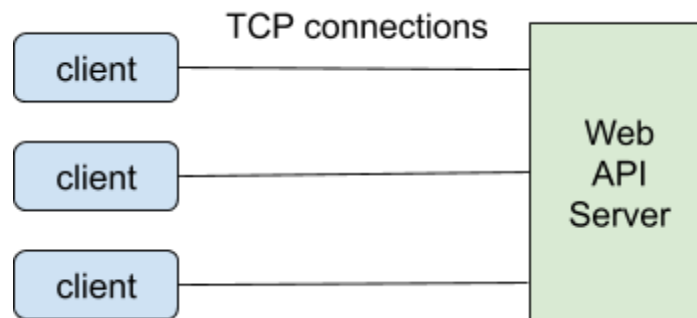 TCP connections
client
client
client
Web
API
Server